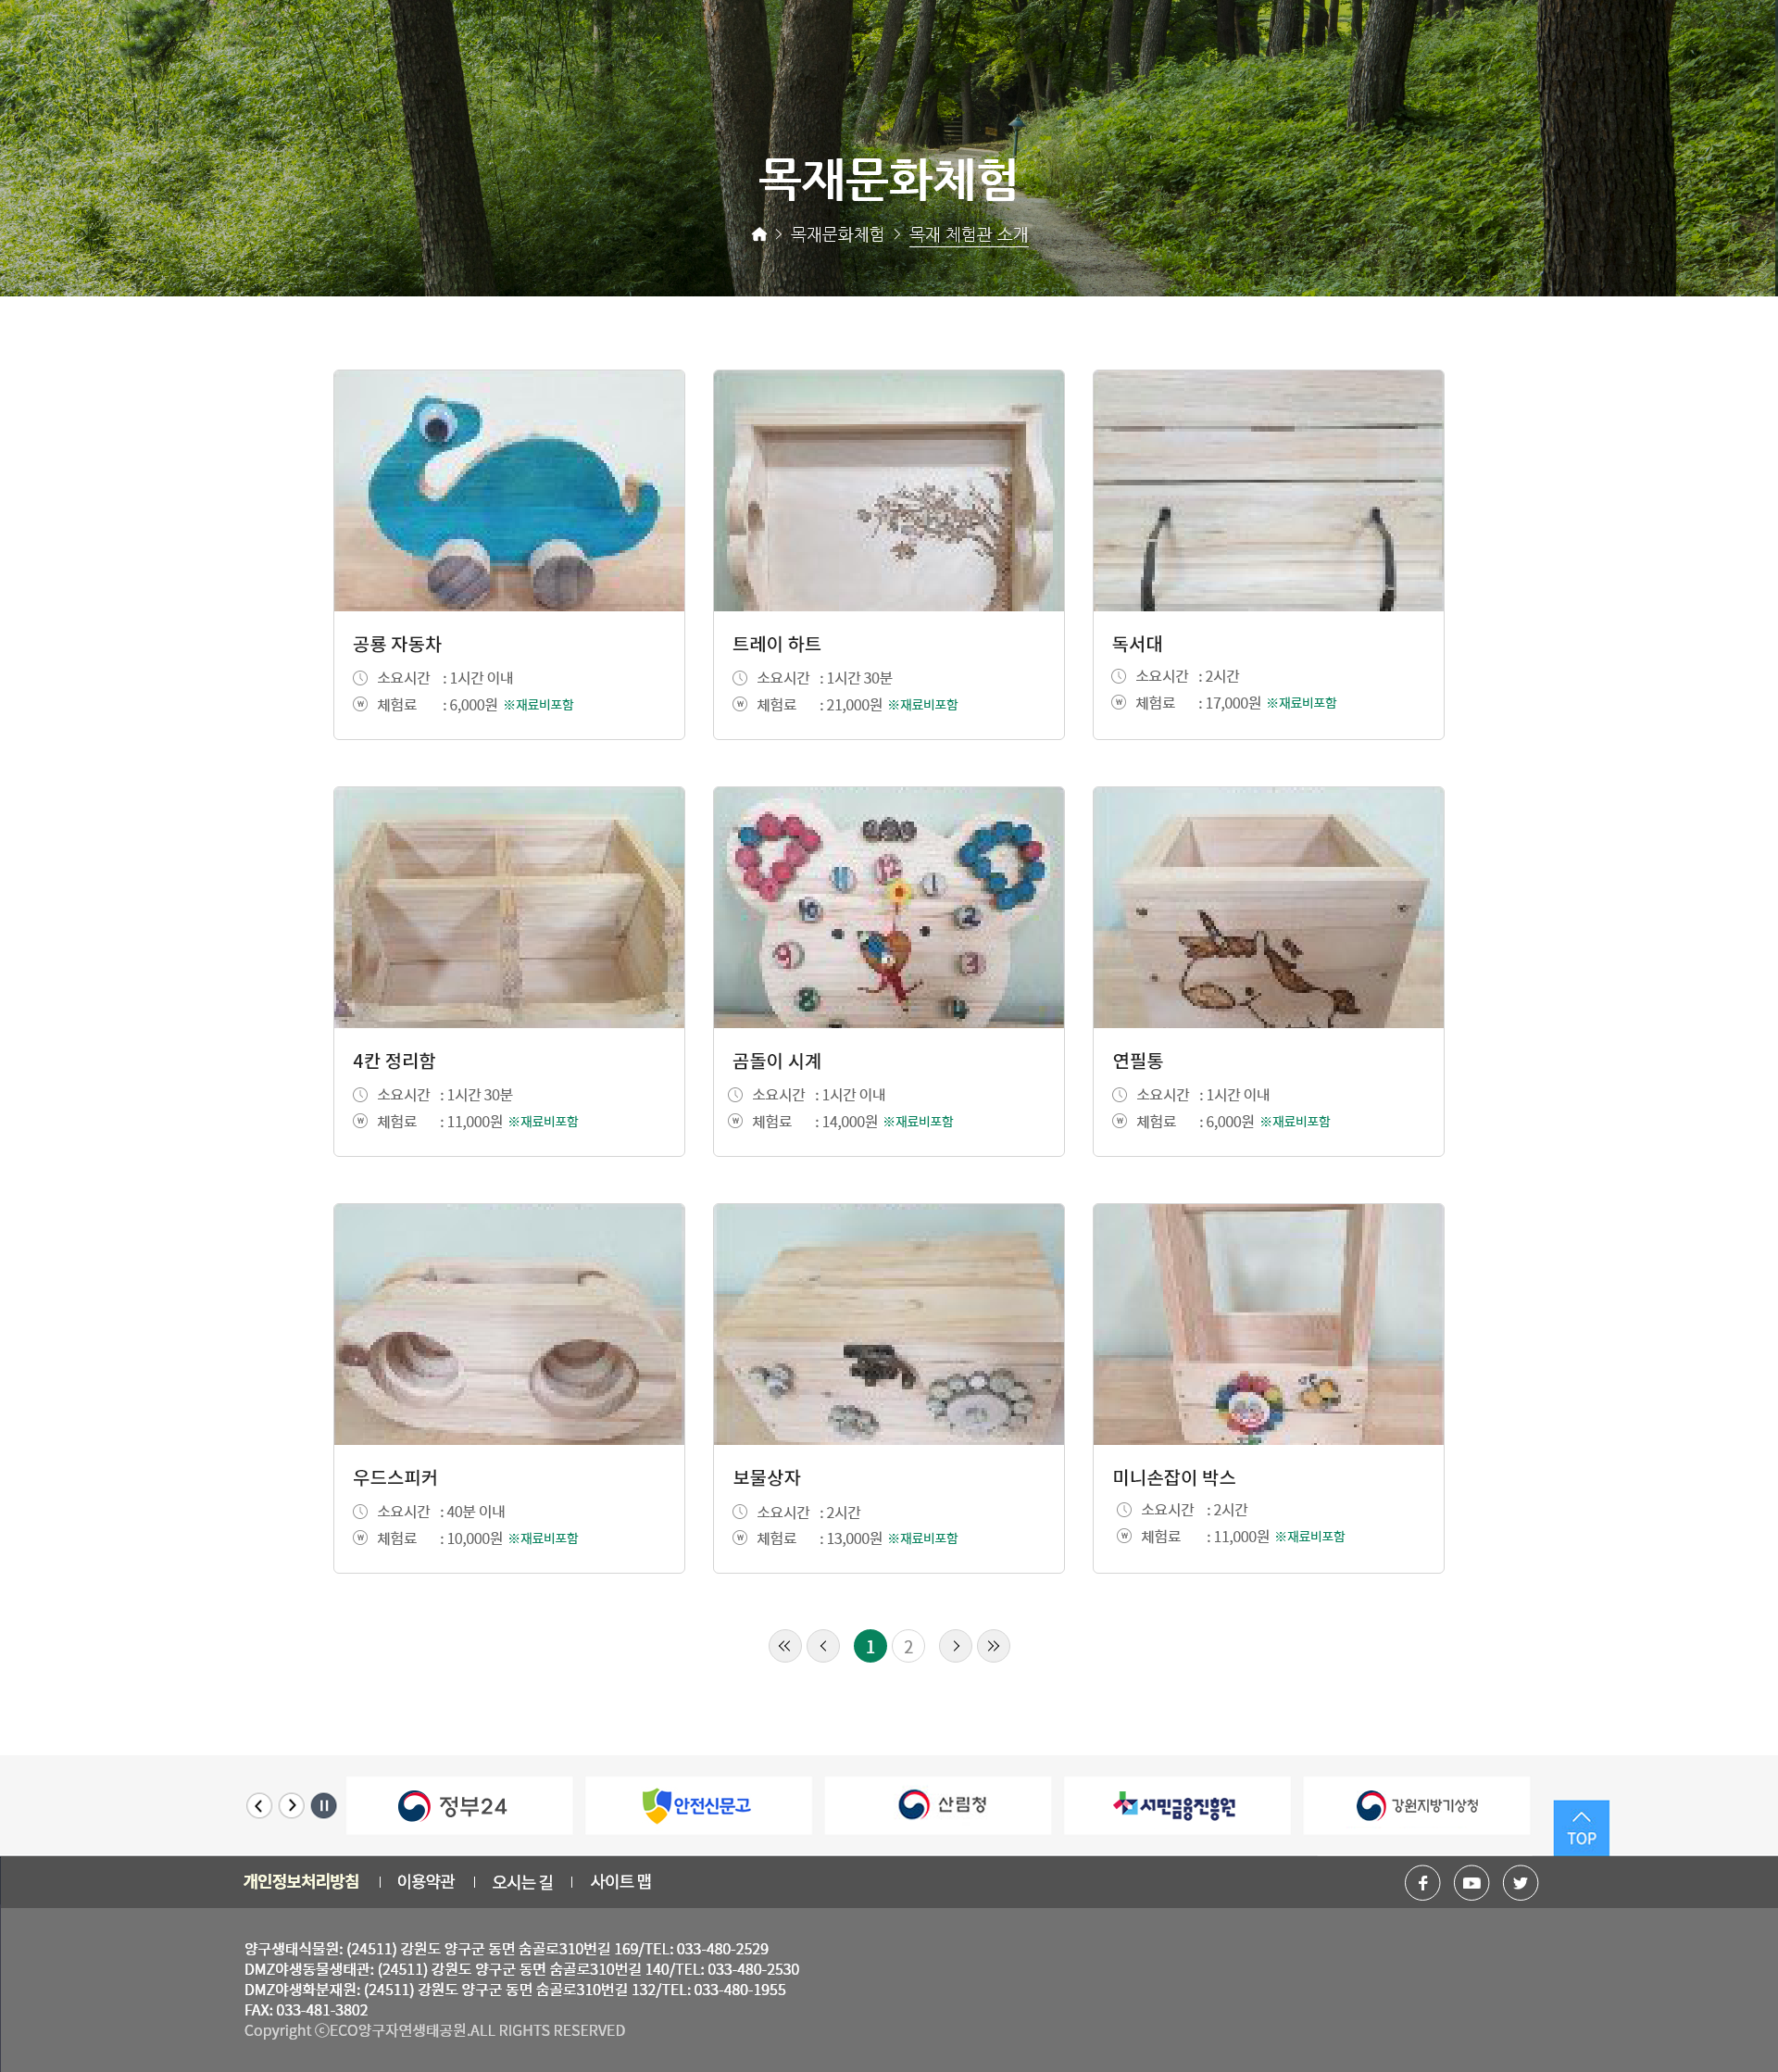 목재문화체험
목재문화체험 목재 체험관 소개
공룡 자동차
소요시간 : 1시간 이내
체험료 : 6,000원 ※재료비포함
트레이 하트
소요시간 : 1시간 30분
체험료 : 21,000원 ※재료비포함
독서대
소요시간 : 2시간
체험료 : 17,000원 ※재료비포함
4칸 정리함
소요시간 : 1시간 30분
체험료 : 11,000원 ※재료비포함
곰돌이 시계
소요시간 : 1시간 이내
체험료 : 14,000원 ※재료비포함
연필통
소요시간 : 1시간 이내
체험료 : 6,000원 ※재료비포함
우드스피커
소요시간 : 40분 이내
체험료 : 10,000원 ※재료비포함
보물상자
소요시간 : 2시간
체험료 : 13,000원 ※재료비포함
미니손잡이 박스
소요시간 : 2시간
체험료 : 11,000원 ※재료비포함
1 2
정부24 안전신문고 산림청 서민금융진흥원 강원지방기상청
TOP
개인정보처리방침 이용약관 오시는 길 사이트 맵
양구생태식물원: (24511) 강원도 양구군 동면 숨골로310번길 169/TEL: 033-480-2529
DMZ야생동물생태관: (24511) 강원도 양구군 동면 숨골로310번길 140/TEL: 033-480-2530
DMZ야생화분재원: (24511) 강원도 양구군 동면 숨골로310번길 132/TEL: 033-480-1955
FAX: 033-481-3802
Copyright ⓒECO양구자연생태공원.ALL RIGHTS RESERVED